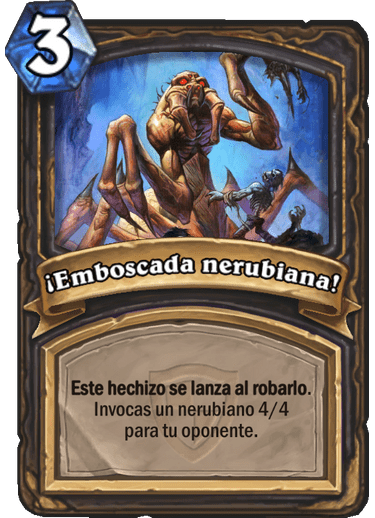 3
¡Emboscada nerubiana!
Este hechizo se lanza al robarlo.
Invocas un nerubiano 4/4
para tu oponente.